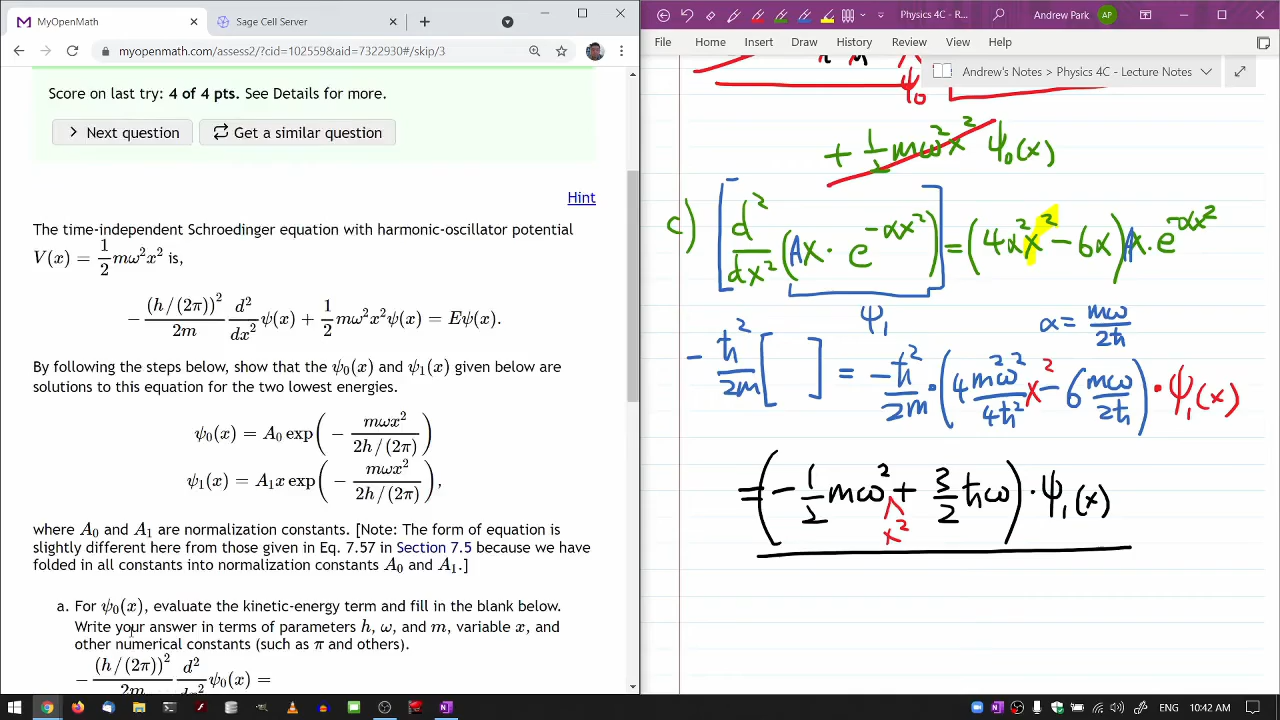 MyOpenMath
Sage Cell Server
myopenmath.com/assess2/?cid=102559&aid=7322930#/skip/3
Score on last try: 4 of 4 pts. See Details for more.
Next question
Get a similar question
Hint
The time-independent Schroedinger equation with harmonic-oscillator potential
V(x) = 1/2 mω²x² is,
− (h/(2π))²/2m d²/dx² ψ(x) + 1/2 mω²x²ψ(x) = Eψ(x).
By following the steps below, show that the ψ₀(x) and ψ₁(x) given below are
solutions to this equation for the two lowest energies.
ψ₀(x) = A₀ exp(− mωx²/2h/(2π))
ψ₁(x) = A₁x exp(− mωx²/2h/(2π)),
where A₀ and A₁ are normalization constants. [Note: The form of equation is
slightly different here from those given in Eq. 7.57 in Section 7.5 because we have
folded in all constants into normalization constants A₀ and A₁.]
a. For ψ₀(x), evaluate the kinetic-energy term and fill in the blank below.
Write your answer in terms of parameters h, ω, and m, variable x, and
other numerical constants (such as π and others).
− (h/(2π))²/2m d²/dx² ψ₀(x) =
Physics 4C - R...
Andrew Park
AP
File Home Insert Draw History Review View Help
Andrew's Notes > Physics 4C - Lecture Notes
ψ₀
+ 1/2 mω²x² ψ₀(x)
c) [d²/dx² (Ax · e^(−αx²))] = (4α²x² − 6α)Ax · e^(−αx²)
ψ₁
α = mω/2ħ
− ħ²/2m [ ] = −ħ²/2m · (4 m²ω²/4ħ² x² − 6 mω/2ħ) · ψ₁(x)
= (− 1/2 mω² + 3/2 ħω) · ψ₁(x)
x²
10:42 AM